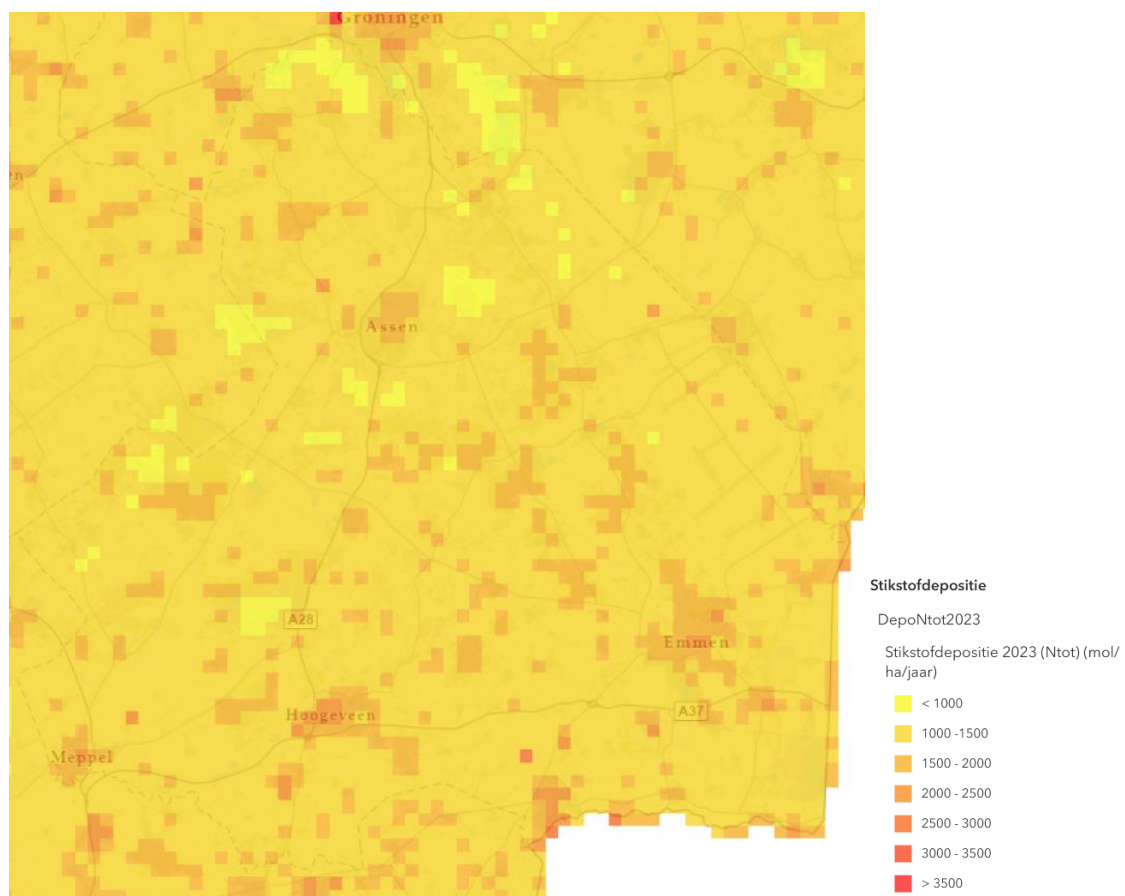 Groningen
n
Assen
A28
Emmen
Hoogeveen
A37
Meppel
Stikstofdepositie
DepoNtot2023
Stikstofdepositie 2023 (Ntot) (mol/
ha/jaar)
< 1000
1000 -1500
1500 - 2000
2000 - 2500
2500 - 3000
3000 - 3500
> 3500